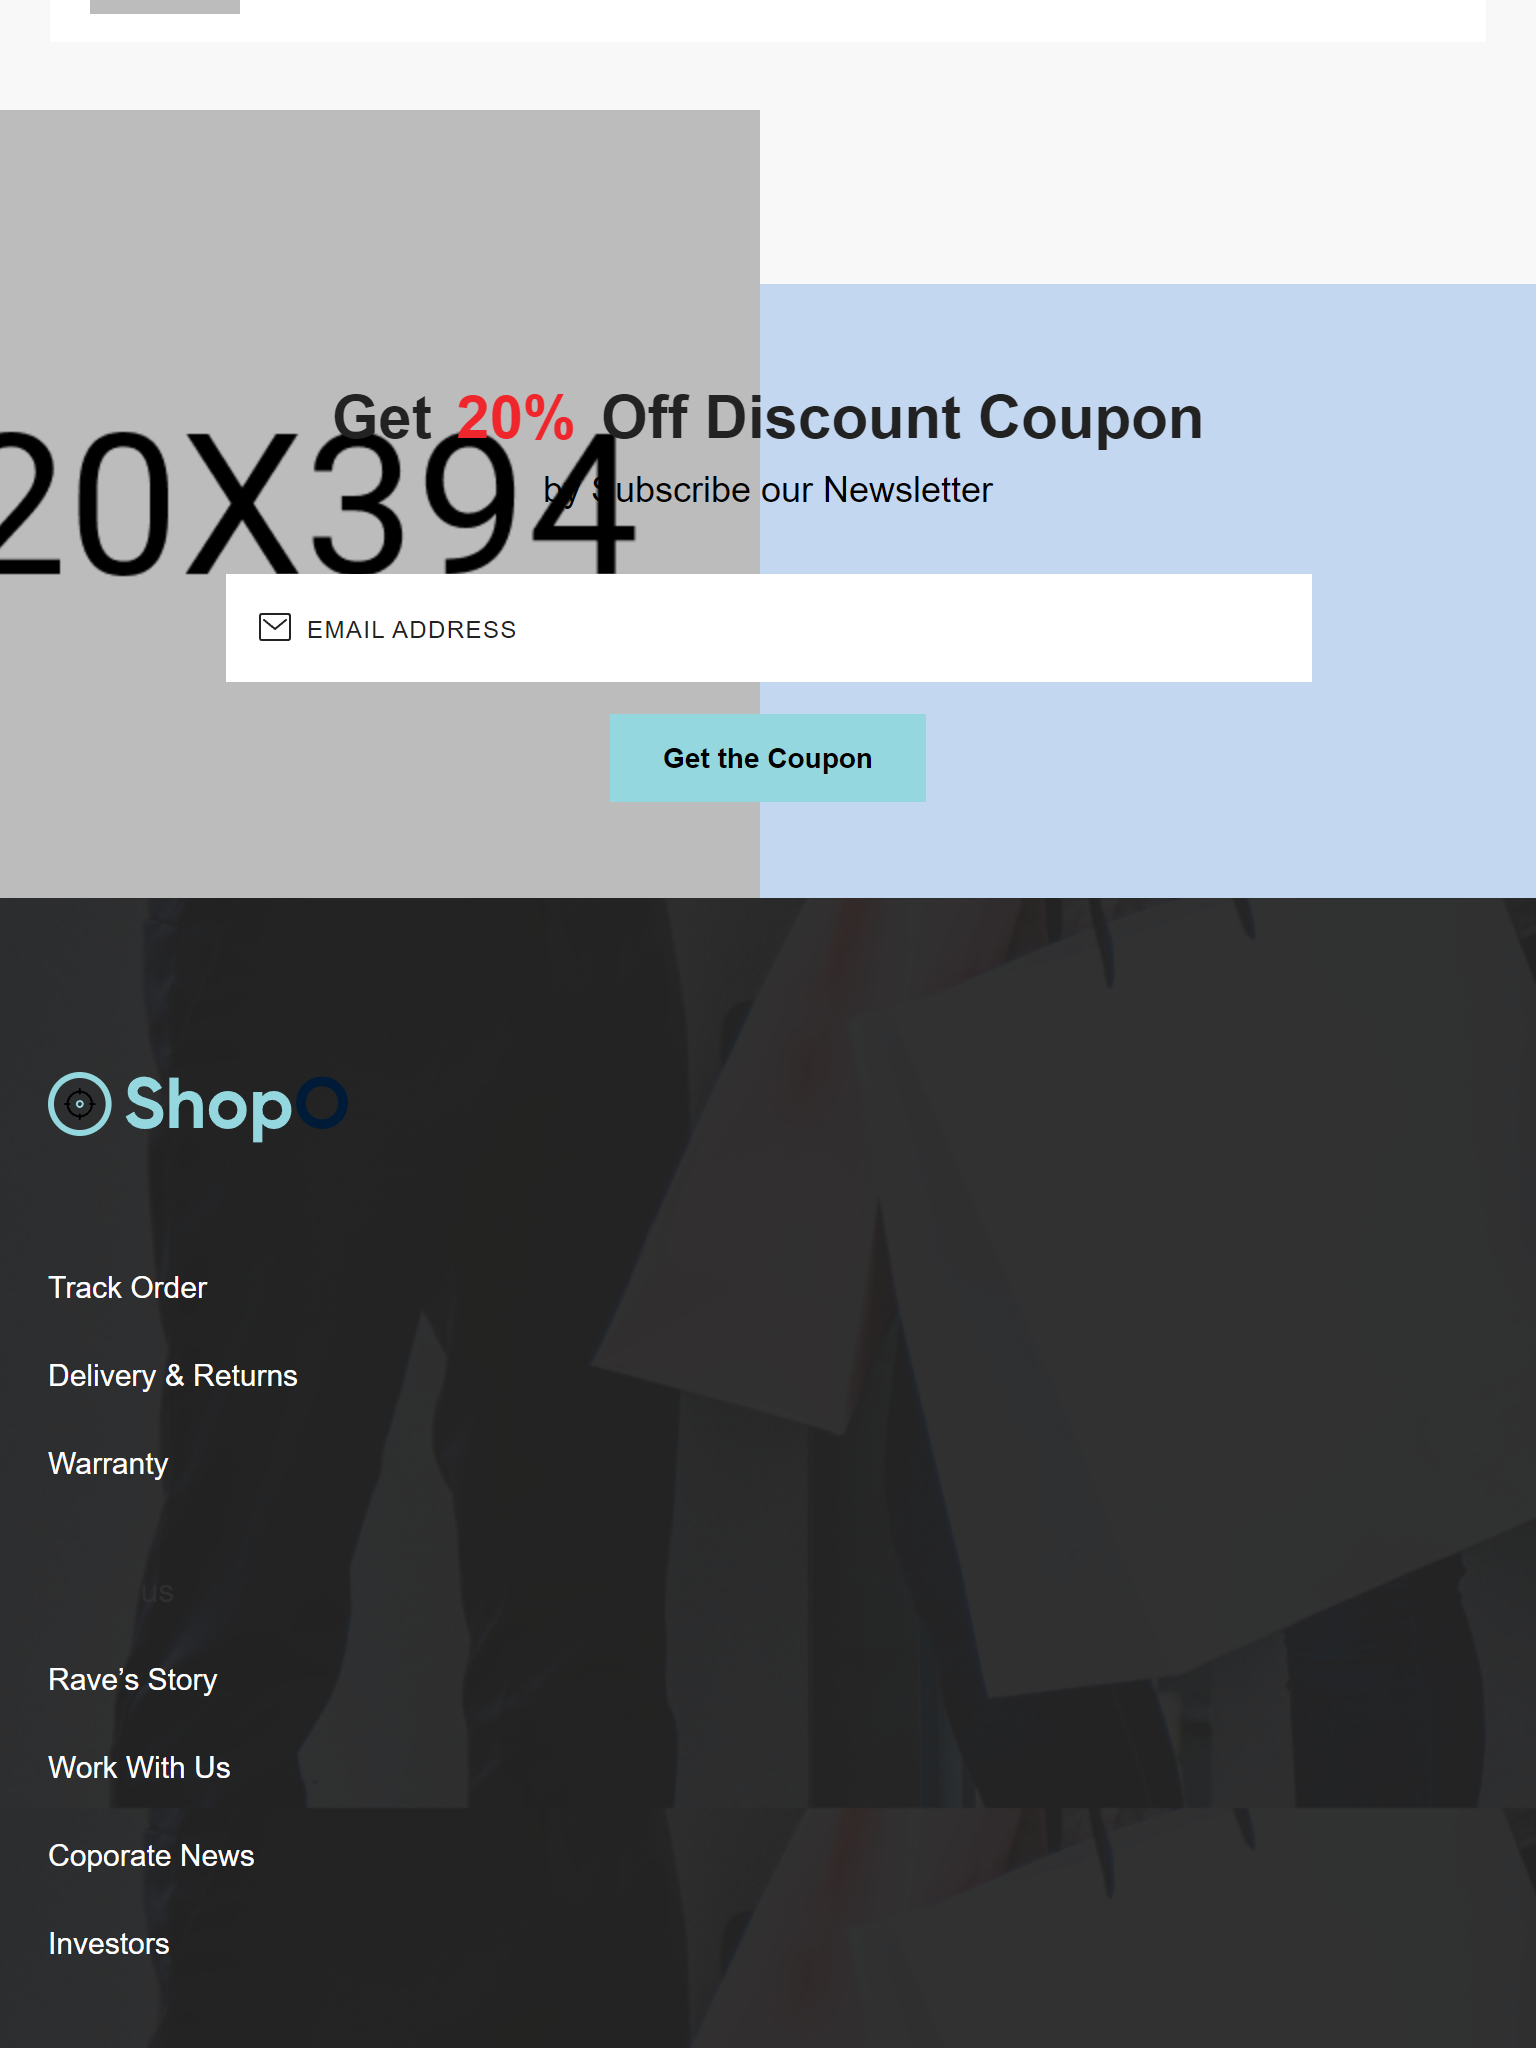 Get 20% Off Discount Coupon
20X394
by Subscribe our Newsletter
EMAIL ADDRESS
Get the Coupon
ShopO
Track Order
Delivery & Returns
Warranty
us
Rave’s Story
Work With Us
Coporate News
Investors